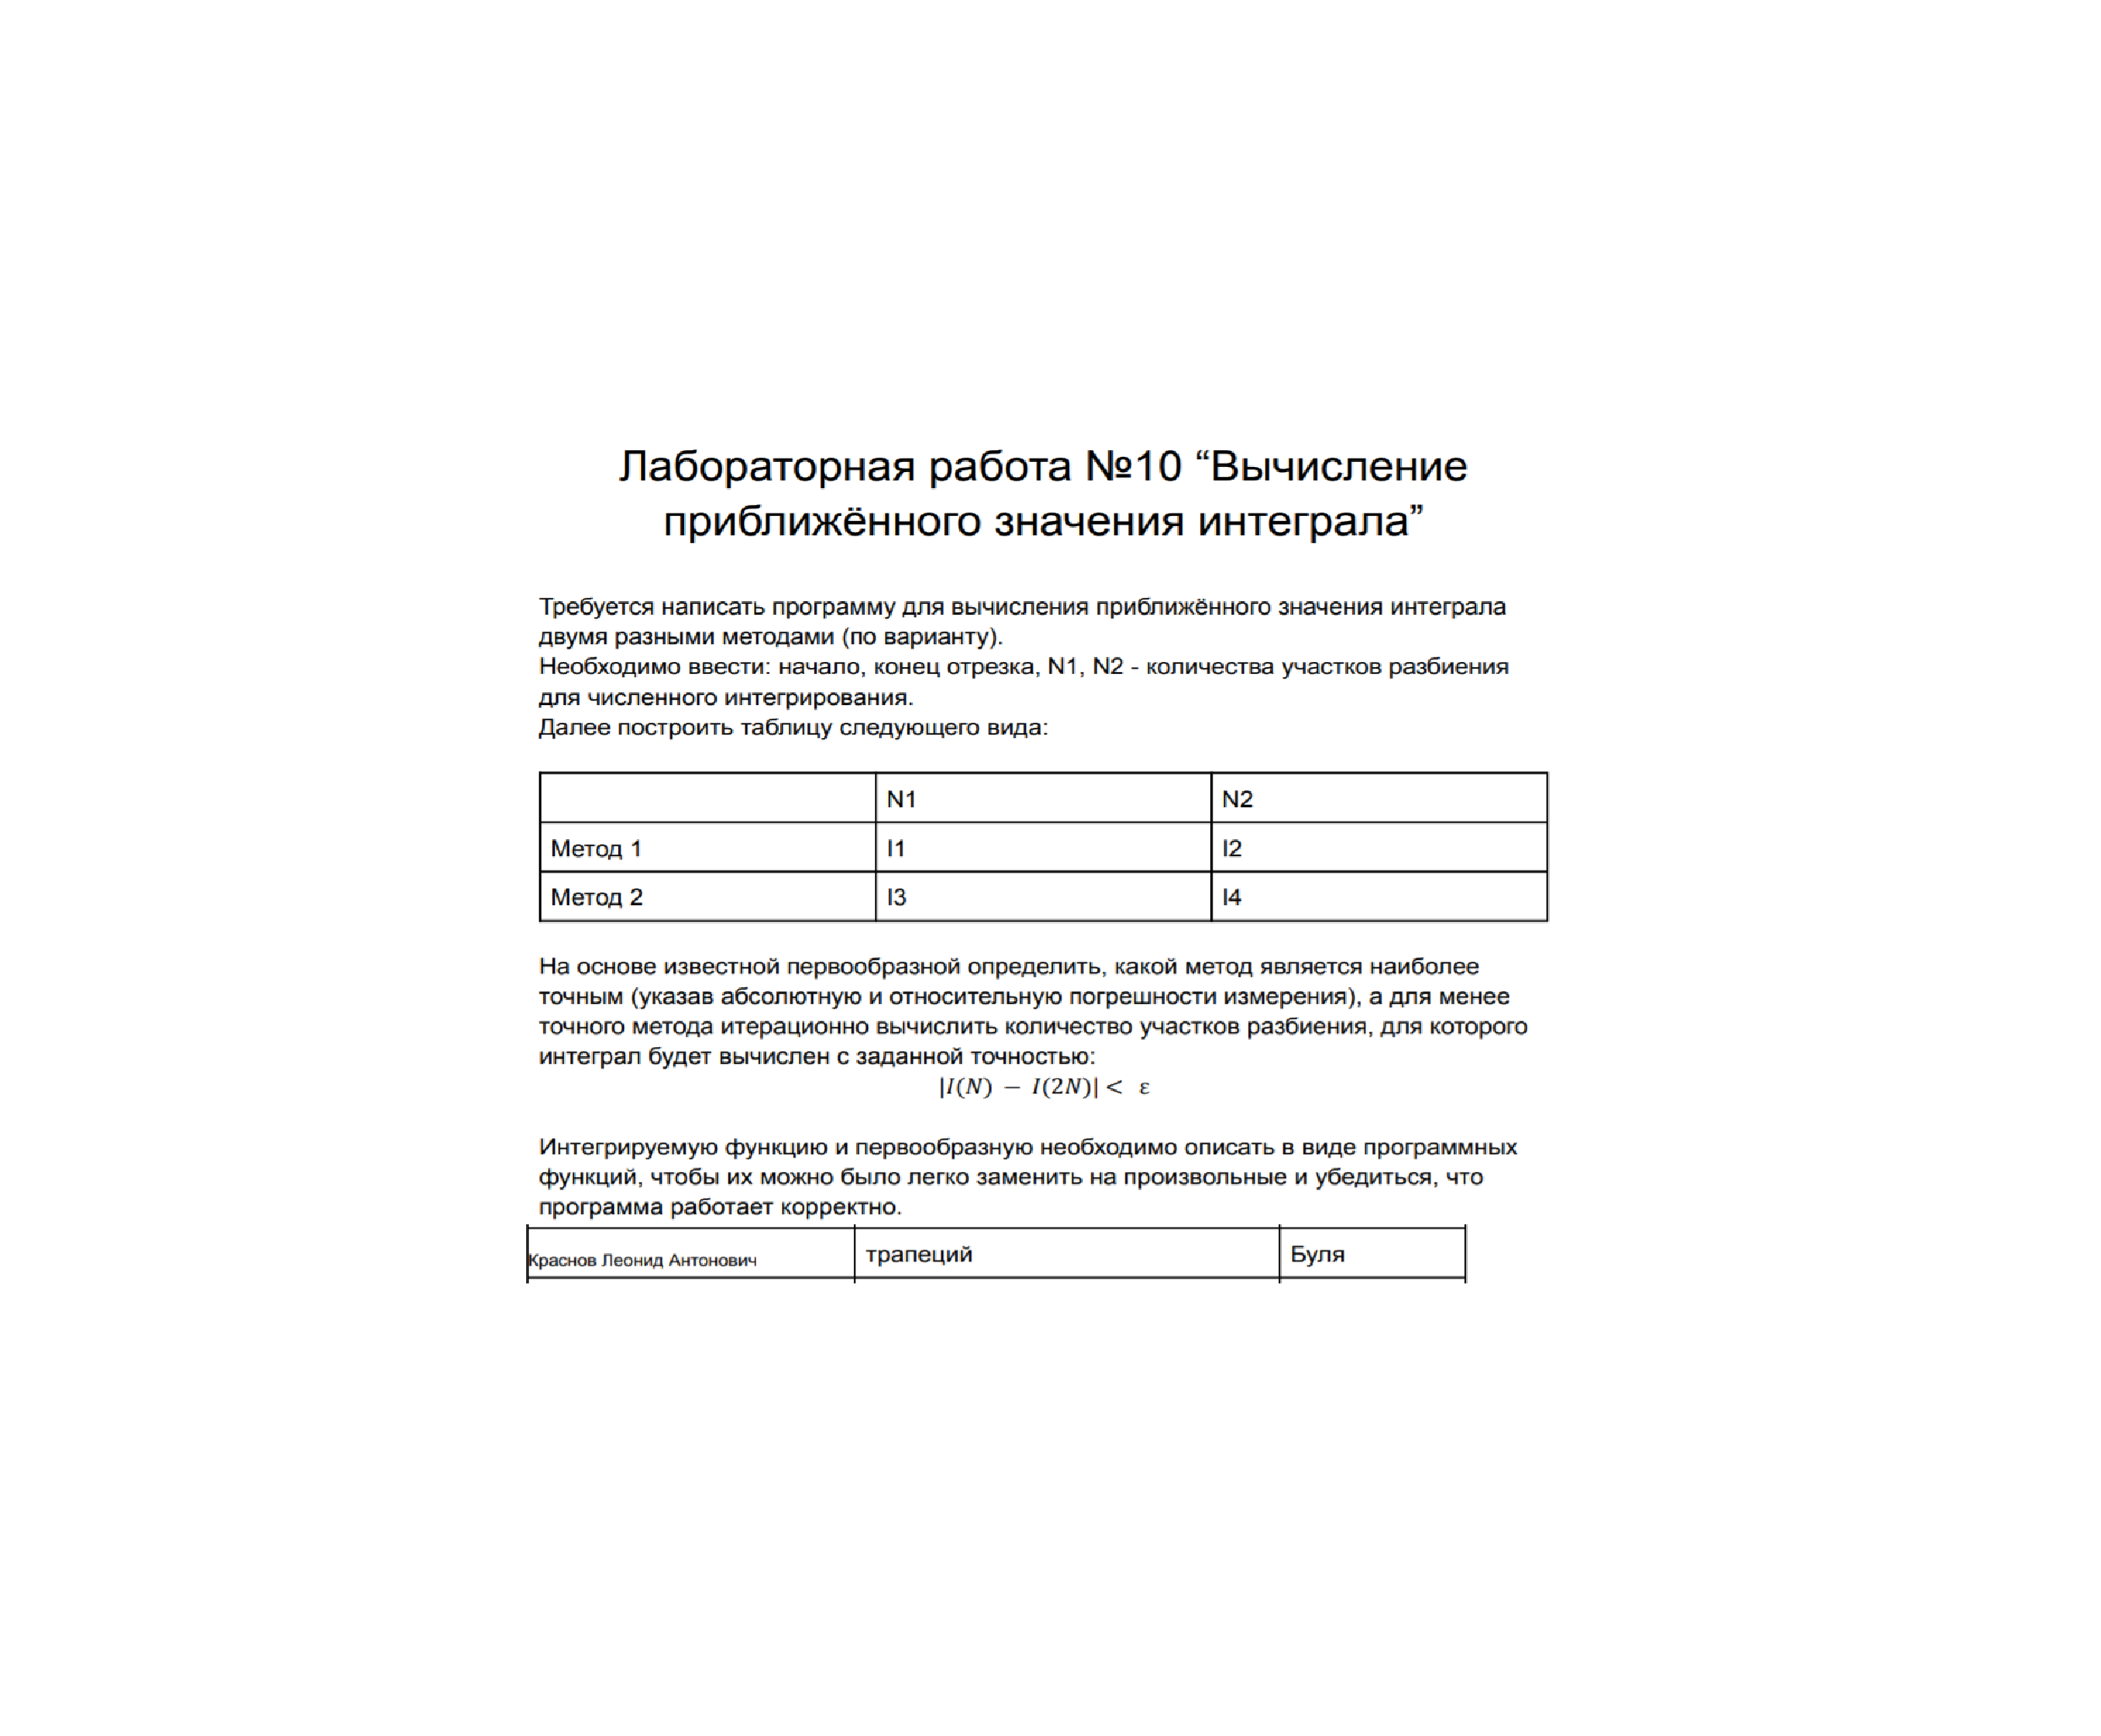 Лабораторная работа №10 “Вычисление
приближённого значения интеграла”
Требуется написать программу для вычисления приближённого значения интеграла
двумя разными методами (по варианту).
Необходимо ввести: начало, конец отрезка, N1, N2 - количества участков разбиения
для численного интегрирования.
Далее построить таблицу следующего вида:
N1 N2
Метод 1 I1 I2
Метод 2 I3 I4
На основе известной первообразной определить, какой метод является наиболее
точным (указав абсолютную и относительную погрешности измерения), а для менее
точного метода итерационно вычислить количество участков разбиения, для которого
интеграл будет вычислен с заданной точностью:
|I(N) − I(2N)| < ε
Интегрируемую функцию и первообразную необходимо описать в виде программных
функций, чтобы их можно было легко заменить на произвольные и убедиться, что
программа работает корректно.
Краснов Леонид Антонович трапеций Буля